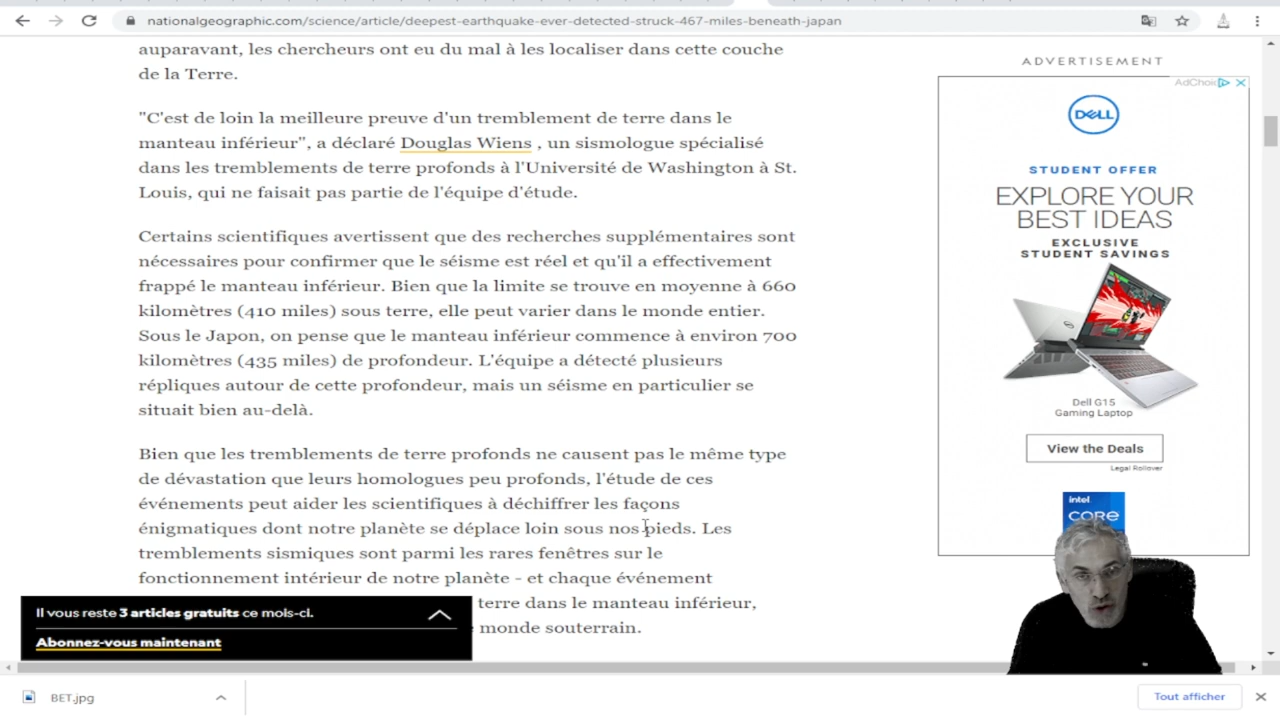 nationalgeographic.com/science/article/deepest-earthquake-ever-detected-struck-467-miles-beneath-japan
auparavant, les chercheurs ont eu du mal à les localiser dans cette couche
de la Terre.
"C'est de loin la meilleure preuve d'un tremblement de terre dans le
manteau inférieur", a déclaré Douglas Wiens , un sismologue spécialisé
dans les tremblements de terre profonds à l'Université de Washington à St.
Louis, qui ne faisait pas partie de l'équipe d'étude.
Certains scientifiques avertissent que des recherches supplémentaires sont
nécessaires pour confirmer que le séisme est réel et qu'il a effectivement
frappé le manteau inférieur. Bien que la limite se trouve en moyenne à 660
kilomètres (410 miles) sous terre, elle peut varier dans le monde entier.
Sous le Japon, on pense que le manteau inférieur commence à environ 700
kilomètres (435 miles) de profondeur. L'équipe a détecté plusieurs
répliques autour de cette profondeur, mais un séisme en particulier se
situait bien au-delà.
Bien que les tremblements de terre profonds ne causent pas le même type
de dévastation que leurs homologues peu profonds, l'étude de ces
événements peut aider les scientifiques à déchiffrer les façons
énigmatiques dont notre planète se déplace loin sous nos pieds. Les
tremblements sismiques sont parmi les rares fenêtres sur le
fonctionnement intérieur de notre planète - et chaque événement
terre dans le manteau inférieur,
monde souterrain.
Il vous reste 3 articles gratuits ce mois-ci.
Abonnez-vous maintenant
ADVERTISEMENT
AdChoic
DELL
STUDENT OFFER
EXPLORE YOUR
BEST IDEAS
EXCLUSIVE
STUDENT SAVINGS
Dell G15
Gaming Laptop
View the Deals
Legal Rollover
intel
CORE
BET.jpg
Tout afficher